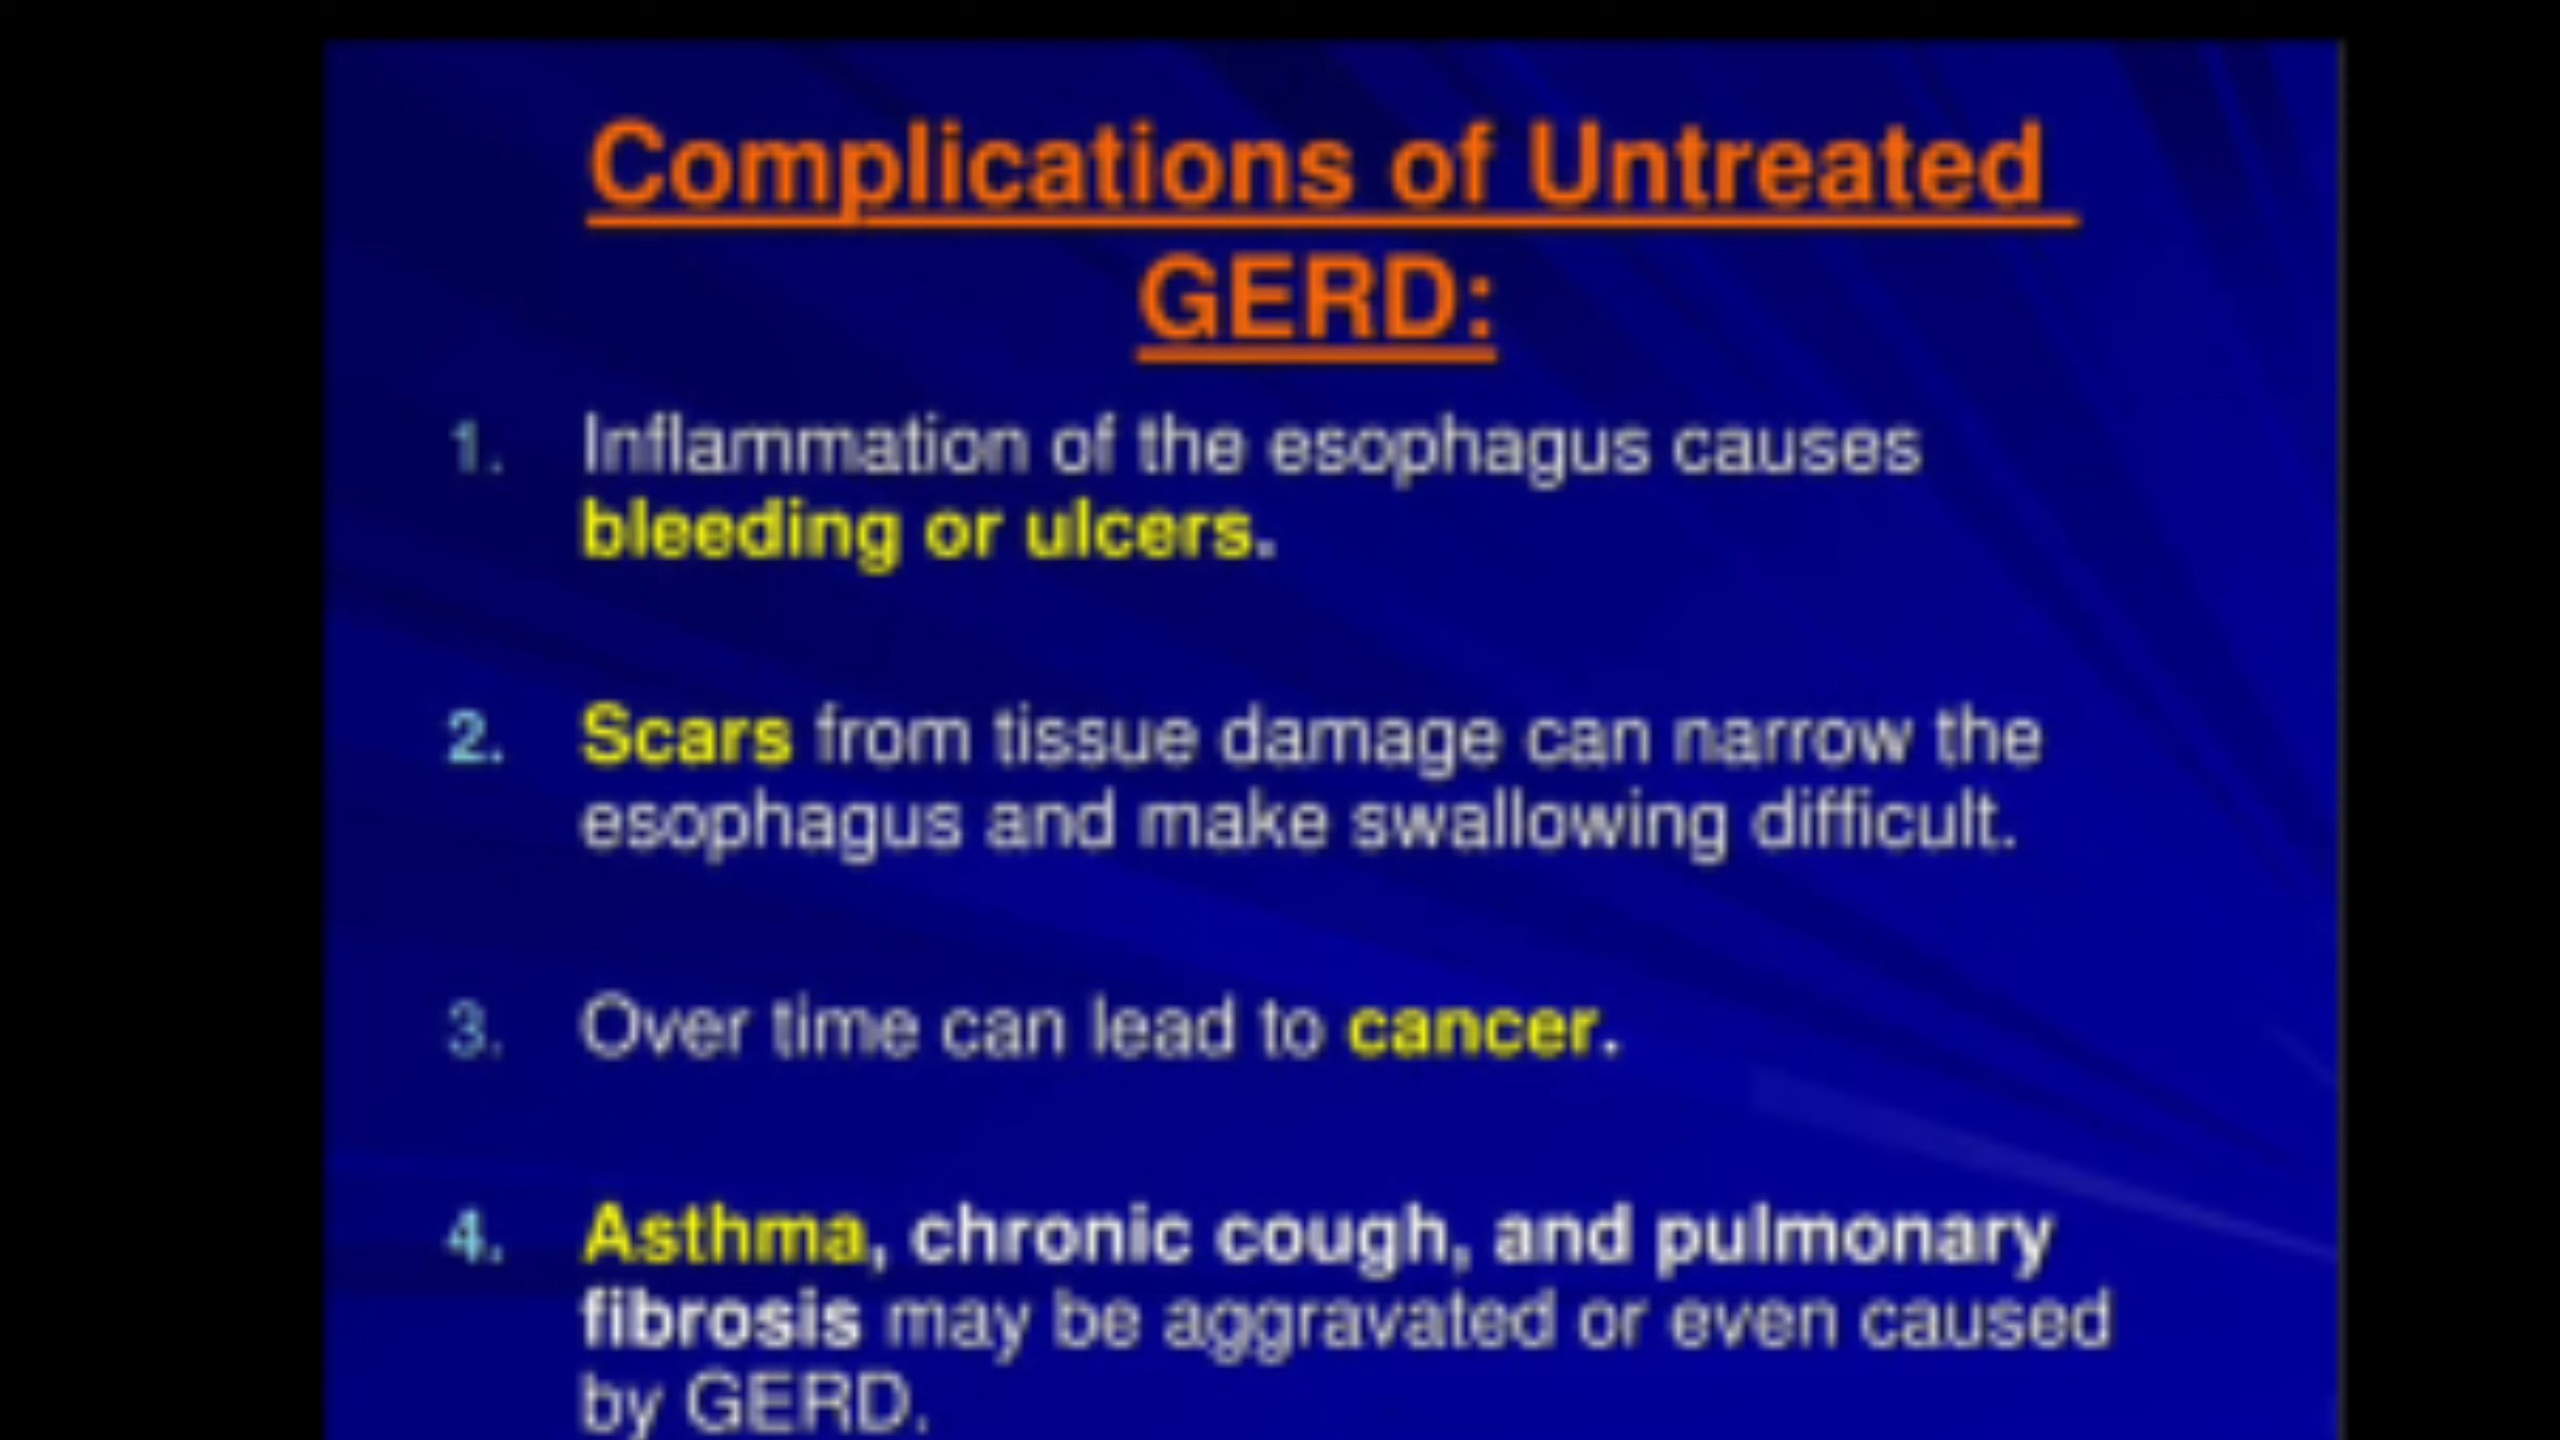 Complications of Untreated
GERD:
1. Inflammation of the esophagus causes
bleeding or ulcers.
2. Scars from tissue damage can narrow the
esophagus and make swallowing difficult.
3. Over time can lead to cancer.
4. Asthma, chronic cough, and pulmonary
fibrosis may be aggravated or even caused
by GERD.